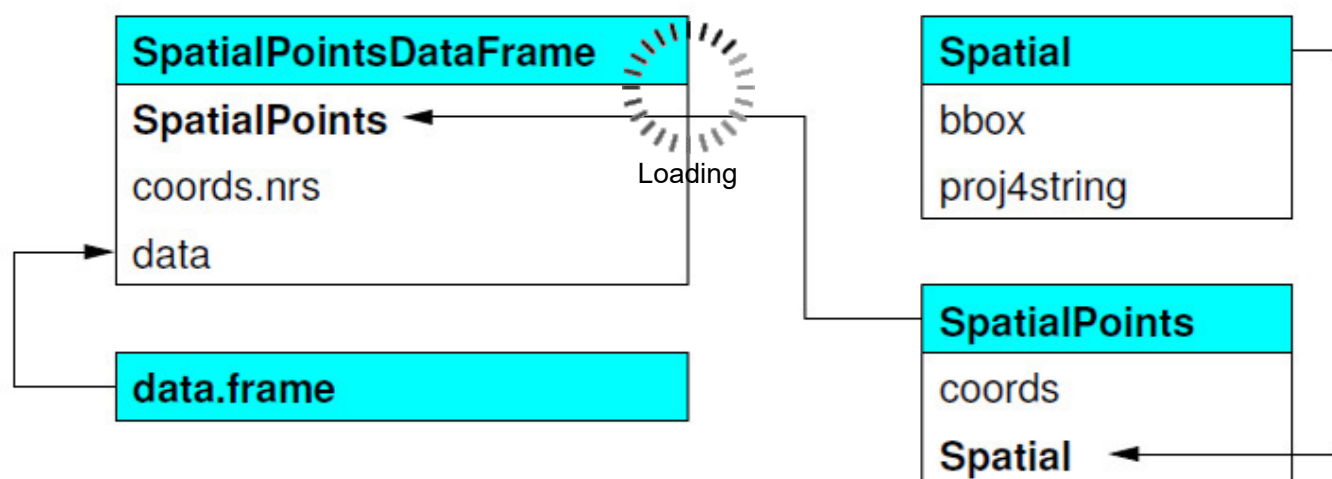 SpatialPointsDataFrame
SpatialPoints
coords.nrs
data
Loading
data.frame
Spatial
bbox
proj4string
SpatialPoints
coords
Spatial